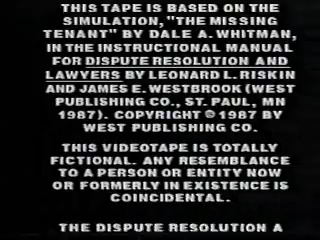 THIS TAPE IS BASED ON THE
SIMULATION, "THE MISSING
TENANT" BY DALE A. WHITMAN,
IN THE INSTRUCTIONAL MANUAL
FOR DISPUTE RESOLUTION AND
LAWYERS BY LEONARD L. RISKIN
AND JAMES E. WESTBROOK (WEST
PUBLISHING CO., ST. PAUL, MN
1987). COPYRIGHT © 1987 BY
WEST PUBLISHING CO.
THIS VIDEOTAPE IS TOTALLY
FICTIONAL. ANY RESEMBLANCE
TO A PERSON OR ENTITY NOW
OR FORMERLY IN EXISTENCE IS
COINCIDENTAL.
THE DISPUTE RESOLUTION A